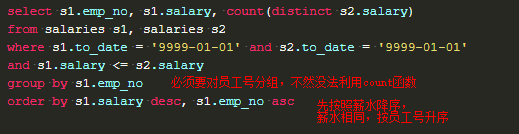 select s1.emp_no, s1.salary, count(distinct s2.salary)
from salaries s1, salaries s2
where s1.to_date = '9999-01-01' and s2.to_date = '9999-01-01'
and s1.salary <= s2.salary
group by s1.emp_no 必须要对员工号分组，不然没法利用count函数
order by s1.salary desc, s1.emp_no asc 先按照薪水降序，
薪水相同，按员工号升序